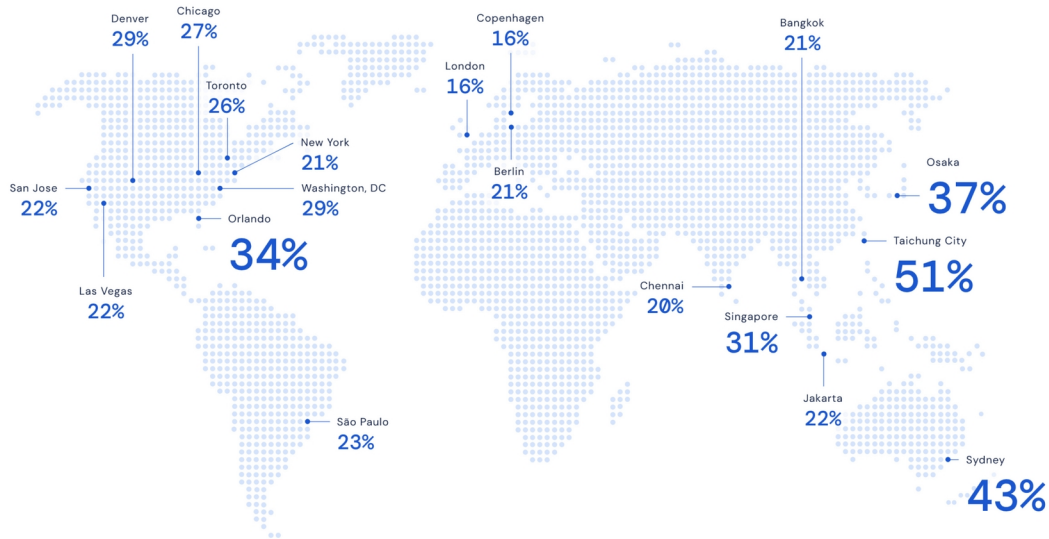 Denver
29%
Chicago
27%
Toronto
26%
New York
21%
San Jose
22%
Washington, DC
29%
Orlando
34%
Las Vegas
22%
São Paulo
23%
Copenhagen
16%
London
16%
Berlin
21%
Bangkok
21%
Osaka
37%
Taichung City
51%
Chennai
20%
Singapore
31%
Jakarta
22%
Sydney
43%